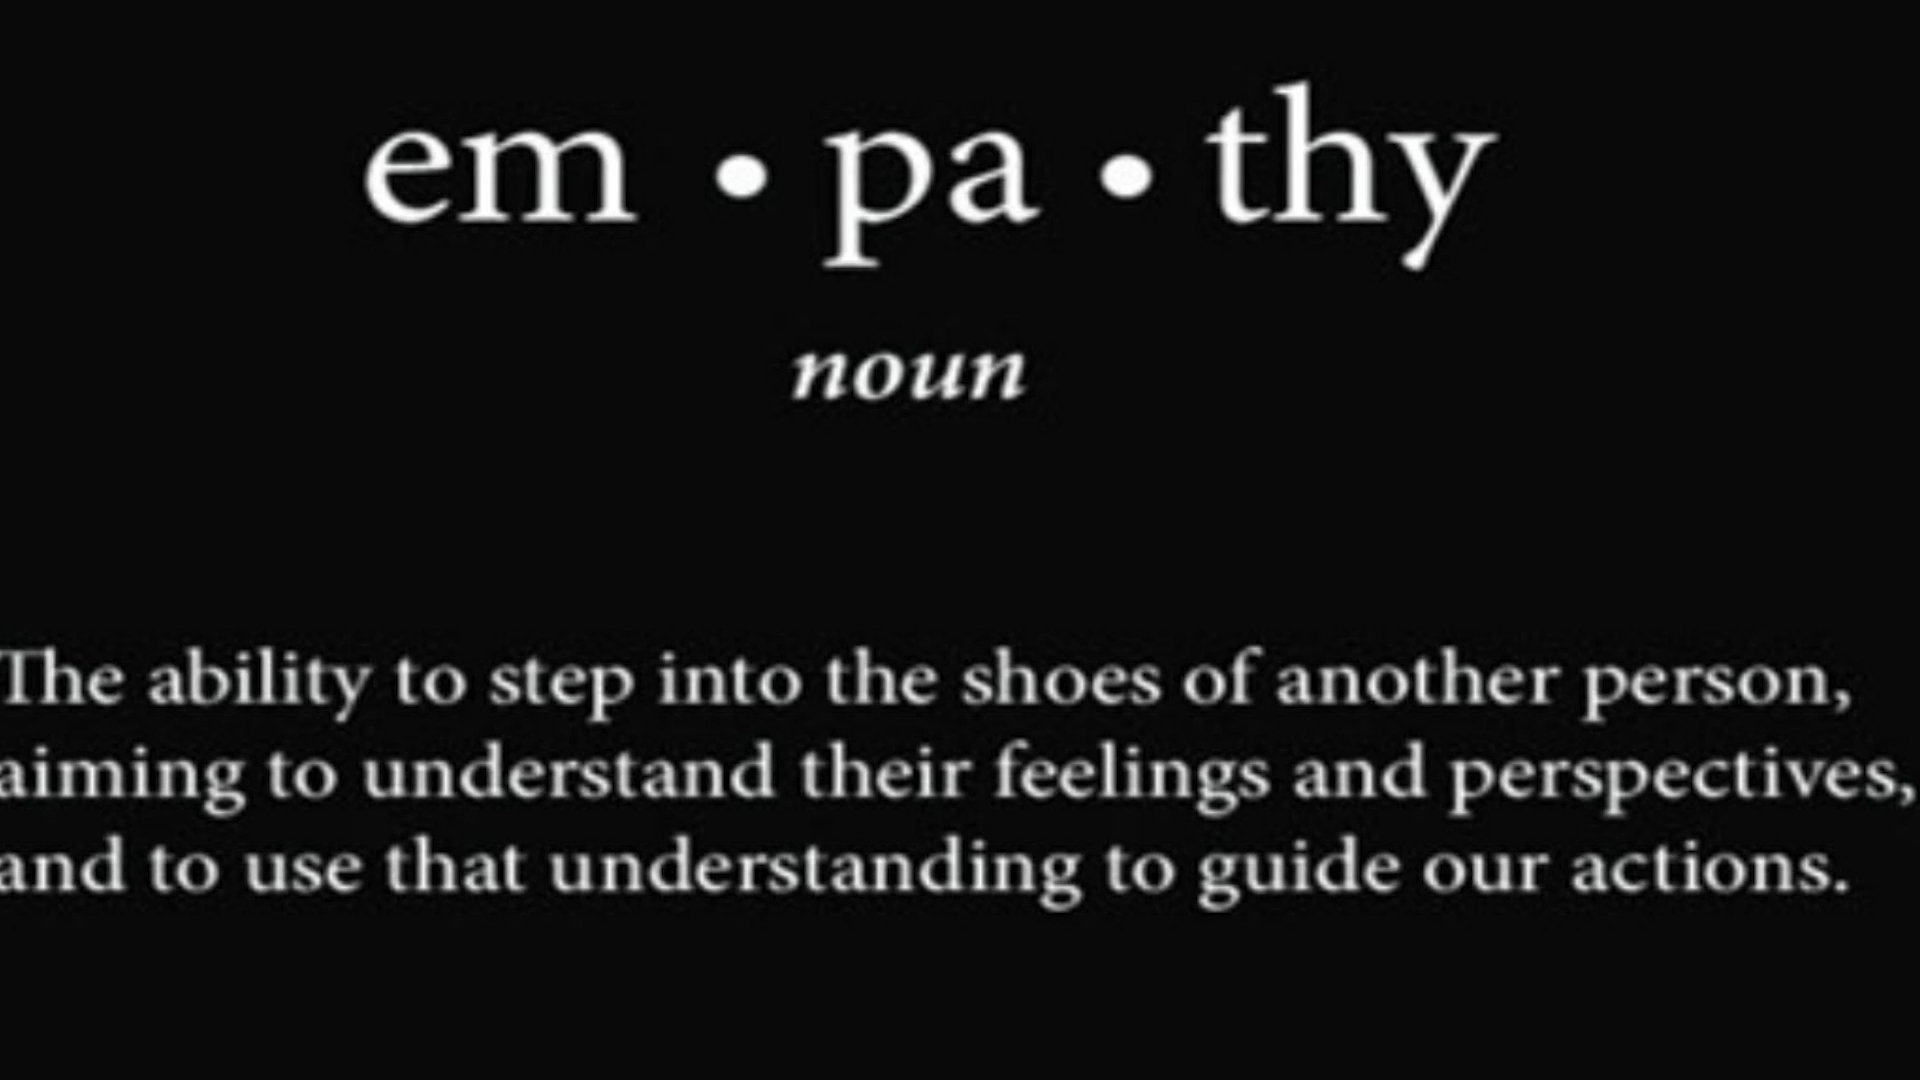 em • pa • thy
noun
The ability to step into the shoes of another person,
aiming to understand their feelings and perspectives,
and to use that understanding to guide our actions.